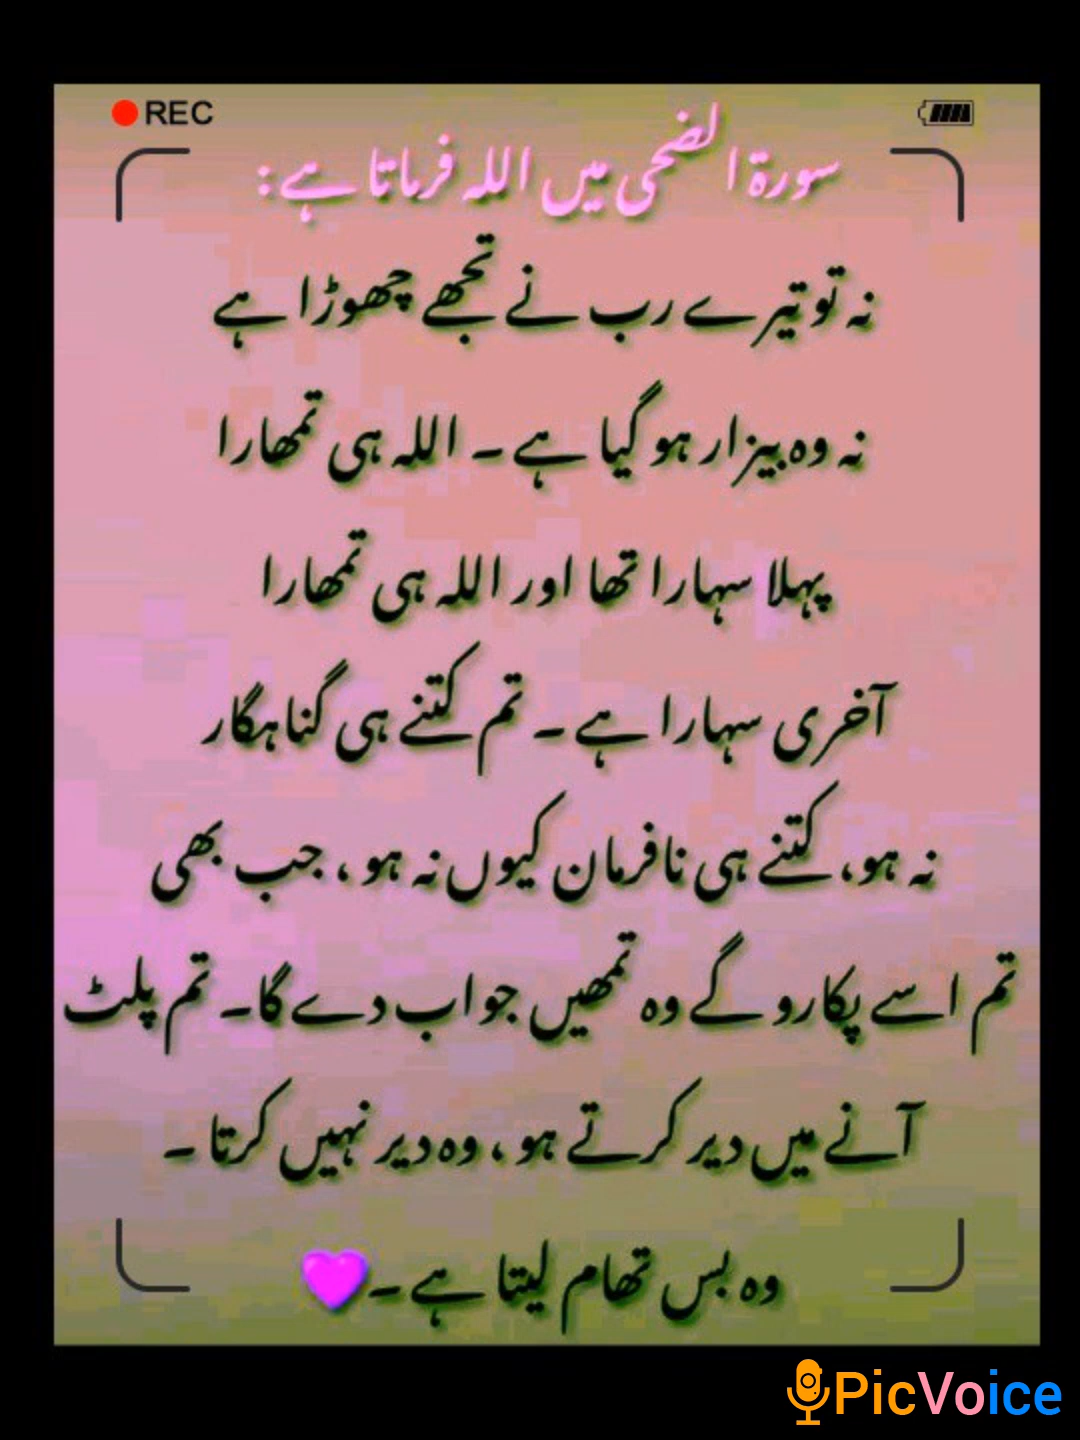 REC
سورۃ الضحی میں اللہ فرماتا ہے:
نہ تو تیرے رب نے تجھے چھوڑا ہے
نہ وہ بیزار ہو گیا ہے۔ اللہ ہی تمھارا
پہلا سہارا تھا اور اللہ ہی تمھارا
آخری سہارا ہے۔ تم کتنے ہی گناہگار
نہ ہو، کتنے ہی نافرمان کیوں نہ ہو، جب بھی
تم اسے پکارو گے وہ تمھیں جواب دے گا۔ تم پلٹ
آنے میں دیر کرتے ہو، وہ دیر نہیں کرتا۔
وہ بس تھام لیتا ہے۔
PicVoice